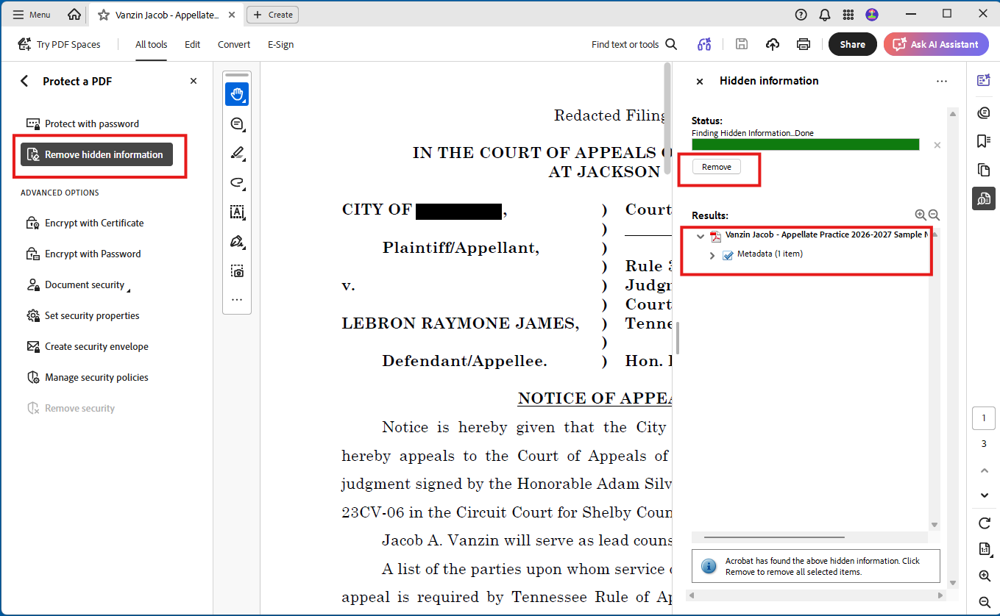 Menu
Vanzin Jacob - Appellate...
Create
Try PDF Spaces
All tools
Edit
Convert
E-Sign
Find text or tools
Share
Ask AI Assistant
Protect a PDF
Protect with password
Remove hidden information
ADVANCED OPTIONS
Encrypt with Certificate
Encrypt with Password
Document security
Set security properties
Create security envelope
Manage security policies
Remove security
Redacted Filing
IN THE COURT OF APPEALS
AT JACKSON
CITY OF , ) Court
)
Plaintiff/Appellant, )
) Rule 3
v. ) Judgm
) Court
LEBRON RAYMONE JAMES, ) Tenne
)
Defendant/Appellee. ) Hon.
NOTICE OF APPEA
Notice is hereby given that the City
hereby appeals to the Court of Appeals of
judgment signed by the Honorable Adam Silv
23CV-06 in the Circuit Court for Shelby Coun
Jacob A. Vanzin will serve as lead couns
A list of the parties upon whom service
appeal is required by Tennessee Rule of Ap
Hidden information
Status:
Finding Hidden Information...Done
Remove
Results:
Vanzin Jacob - Appellate Practice 2026-2027 Sample
Metadata (1 item)
Acrobat has found the above hidden information. Click
Remove to remove all selected items.
1
3
1:1